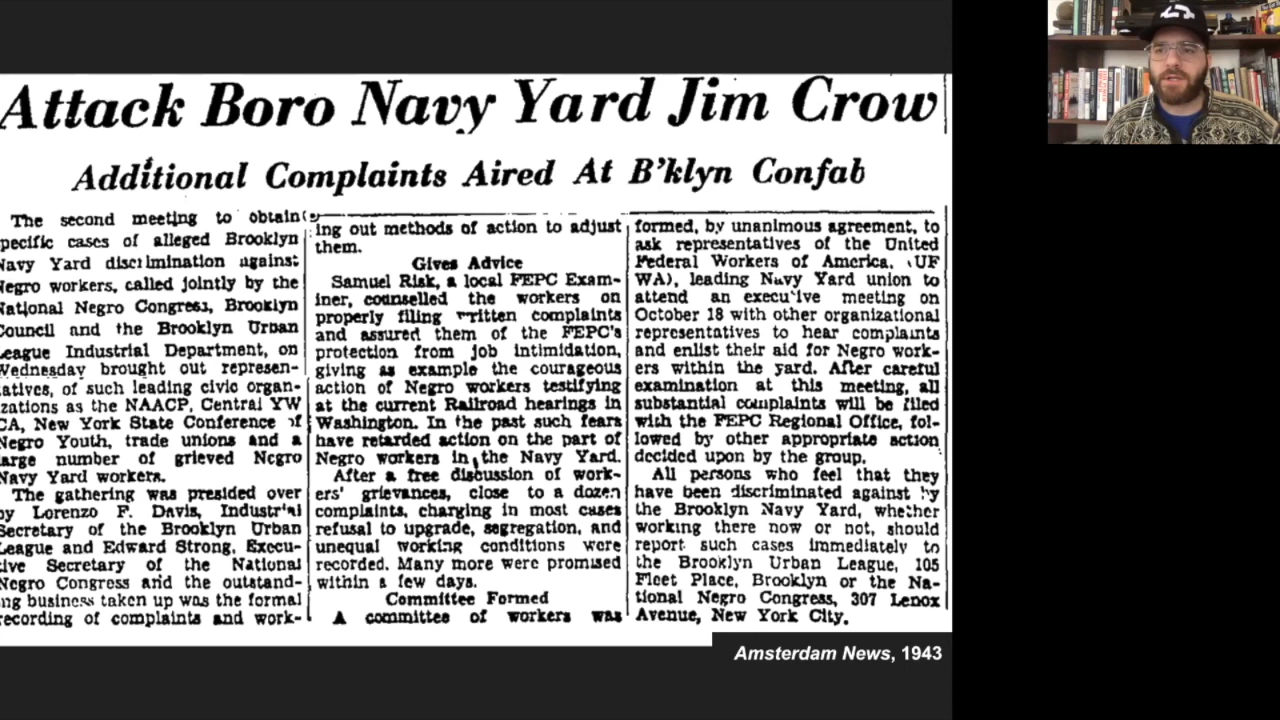 Attack Boro Navy Yard Jim Crow
Additional Complaints Aired At B'klyn Confab
The second meeting to obtain
pecific cases of alleged Brooklyn
Navy Yard discrimination against
Negro workers, called jointly by the
National Negro Congress, Brooklyn
Council and the Brooklyn Urban
League Industrial Department, on
Wednesday brought out represen-
tatives, of such leading civic organ-
zations as the NAACP, Central YW
CA, New York State Conference of
Negro Youth, trade unions and a
large number of grieved Negro
Navy Yard workers.
The gathering was presided over
by Lorenzo F. Davis, Industrial
Secretary of the Brooklyn Urban
League and Edward Strong, Execu-
tive Secretary of the National
Negro Congress and the outstand-
ng business taken up was the formal
recording of complaints and work-
ing out methods of action to adjust
them.
Gives Advice
Samuel Risk, a local FEPC Exam-
iner, counselled the workers on
properly filing written complaints
and assured them of the FEPC's
protection from job intimidation,
giving as example the courageous
action of Negro workers testifying
at the current Railroad hearings in
Washington. In the past such fears
have retarded action on the part of
Negro workers in the Navy Yard.
After a free discussion of work-
ers' grievances, close to a dozen
complaints, charging in most cases
refusal to upgrade, segregation, and
unequal working conditions were
recorded. Many more were promised
within a few days.
Committee Formed
A committee of workers was
formed, by unanimous agreement, to
ask representatives of the United
Federal Workers of America, (UF
WA), leading Navy Yard union to
attend an executive meeting on
October 18 with other organizational
representatives to hear complaints
and enlist their aid for Negro work-
ers within the yard. After careful
examination at this meeting, all
substantial complaints will be filed
with the FEPC Regional Office, fol-
lowed by other appropriate action
decided upon by the group.
All persons who feel that they
have been discriminated against by
the Brooklyn Navy Yard, whether
working there now or not, should
report such cases immediately to
the Brooklyn Urban League, 105
Fleet Place, Brooklyn or the Na-
tional Negro Congress, 307 Lenox
Avenue, New York City.
Amsterdam News, 1943